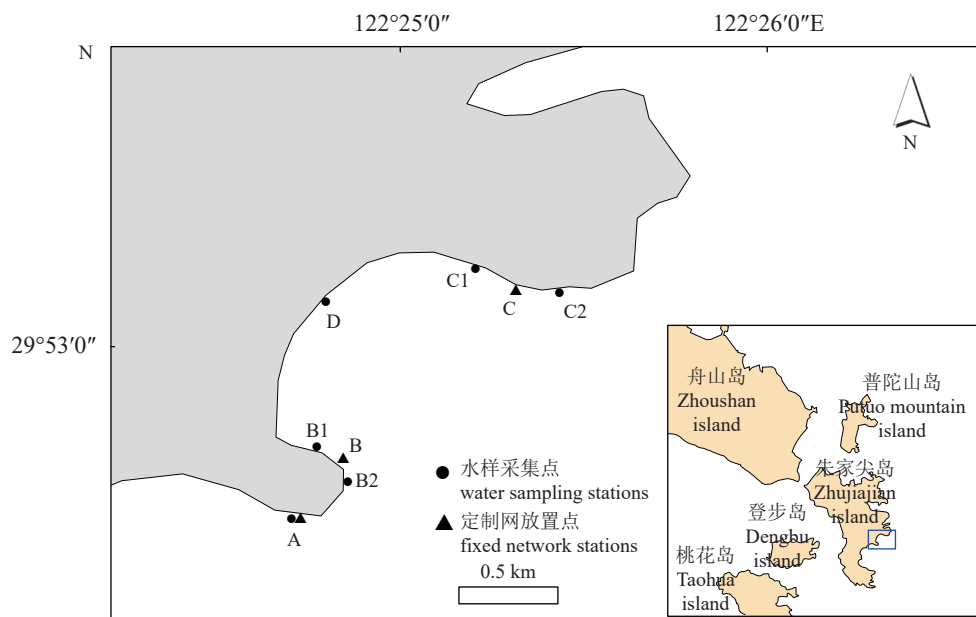 122°25′0″
122°26′0″E
N
N
C1
C
C2
D
29°53′0″
B1
B
B2
A
水样采集点
water sampling stations
定制网放置点
fixed network stations
0.5 km
舟山岛
Zhoushan
island
普陀山岛
Putuo mountain
island
朱家尖岛
Zhujiajian
island
登步岛
Dengbu
island
桃花岛
Taohua
island